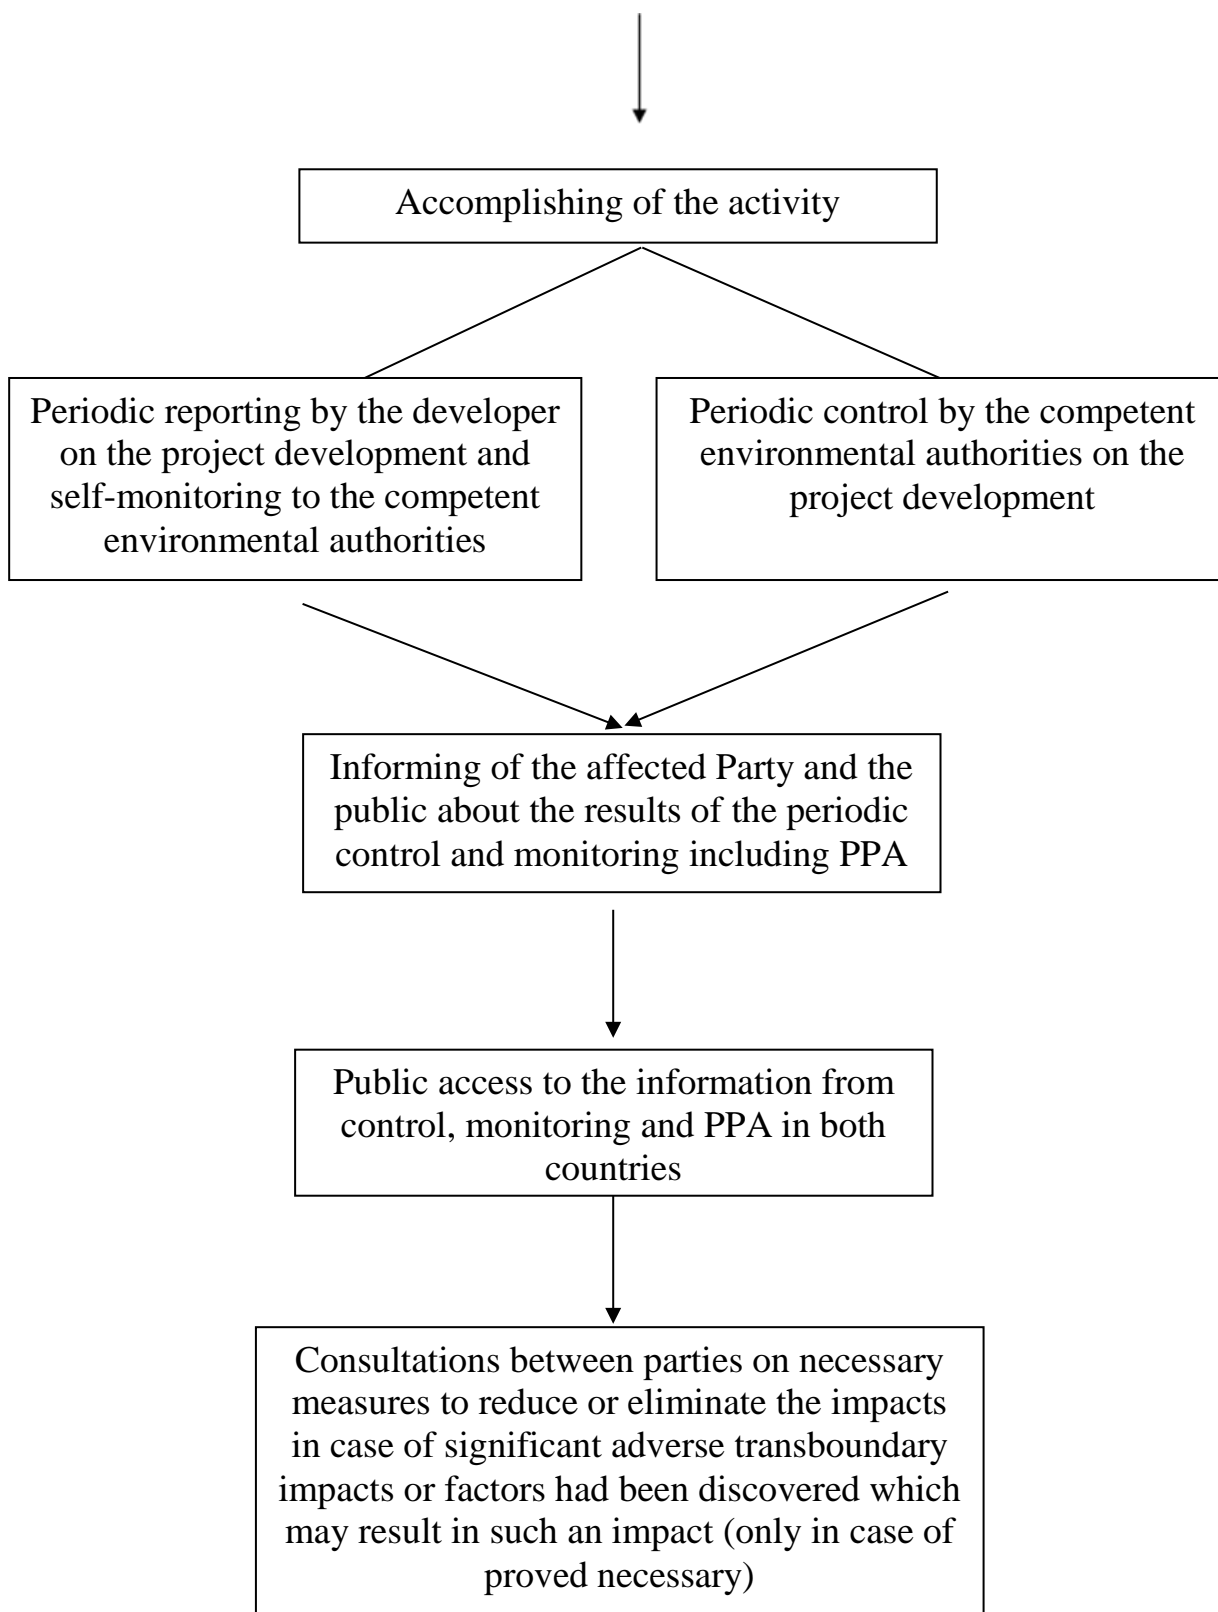 Accomplishing of the activity
Periodic reporting by the developer
on the project development and
self-monitoring to the competent
environmental authorities
Periodic control by the competent
environmental authorities on the
project development
Informing of the affected Party and the
public about the results of the periodic
control and monitoring including PPA
Public access to the information from
control, monitoring and PPA in both
countries
Consultations between parties on necessary
measures to reduce or eliminate the impacts
in case of significant adverse transboundary
impacts or factors had been discovered which
may result in such an impact (only in case of
proved necessary)